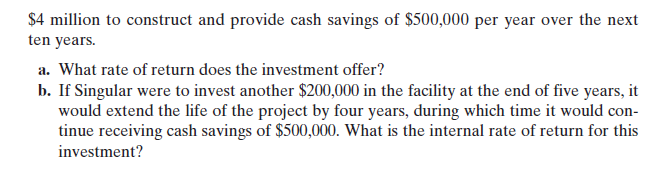 $4 million to construct and provide cash savings of $500,000 per year over the next
ten years.
a. What rate of return does the investment offer?
b. If Singular were to invest another $200,000 in the facility at the end of five years, it
would extend the life of the project by four years, during which time it would con-
tinue receiving cash savings of $500,000. What is the internal rate of return for this
investment?